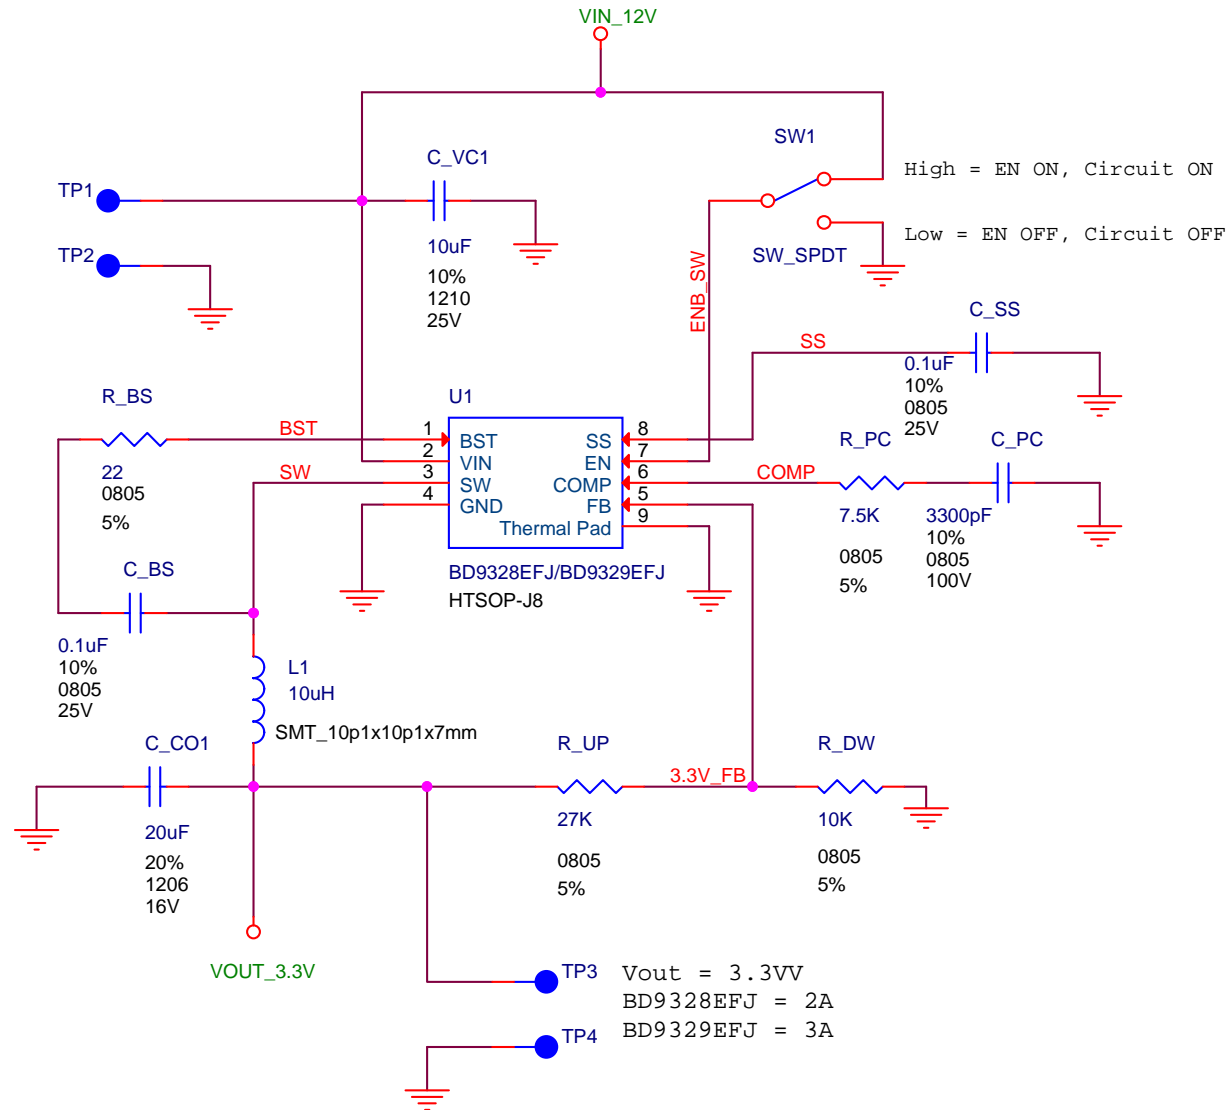 VIN_12V
SW1
High = EN ON, Circuit ON
C_VC1
TP1
10uF
10%
1210
25V
Low = EN OFF, Circuit OFF
SW_SPDT
TP2
ENB_SW
C_SS
SS
0.1uF
10%
0805
25V
R_BS
U1
BST
22
0805
5%
1
2
3
4
BST
VIN
SW
GND
SS
EN
COMP
FB
Thermal Pad
8
7
6
5
9
SW
COMP
R_PC
7.5K
0805
5%
C_PC
3300pF
10%
0805
100V
BD9328EFJ/BD9329EFJ
HTSOP-J8
C_BS
0.1uF
10%
0805
25V
L1
10uH
SMT_10p1x10p1x7mm
C_CO1
20uF
20%
1206
16V
R_UP
27K
0805
5%
3.3V_FB
R_DW
10K
0805
5%
VOUT_3.3V
TP3
Vout = 3.3VV
BD9328EFJ = 2A
BD9329EFJ = 3A
TP4